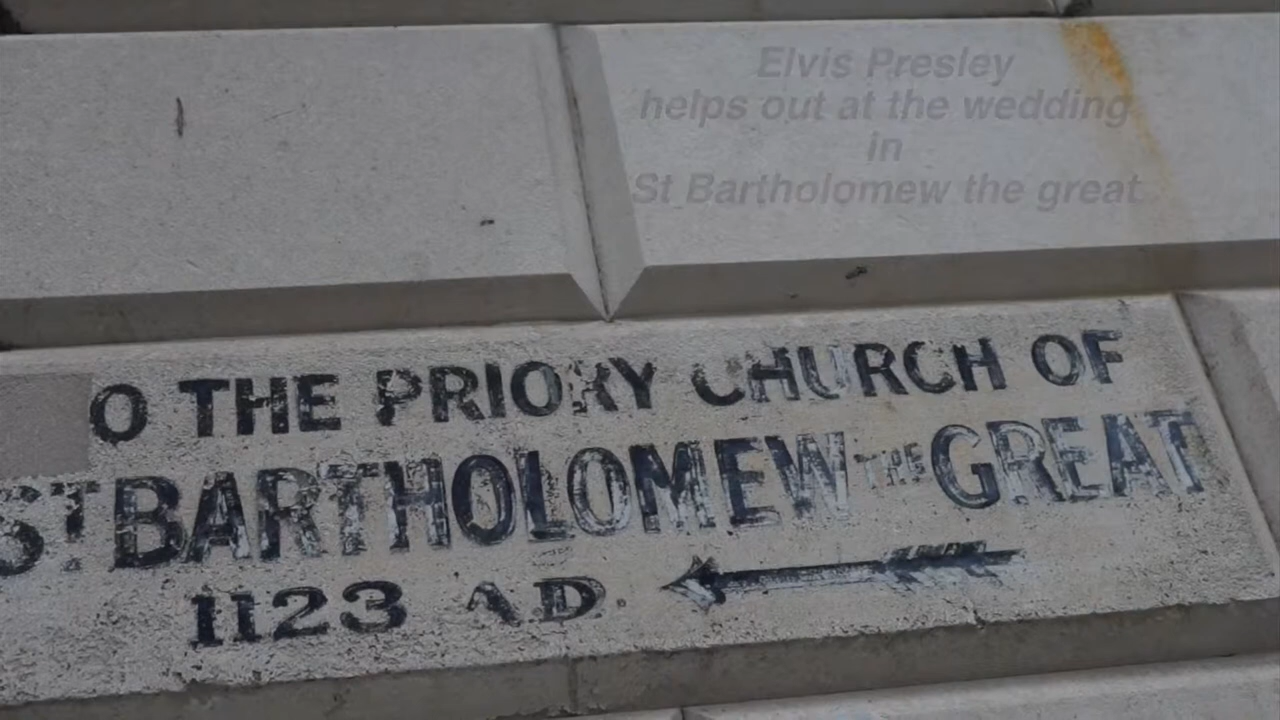 Elvis Presley
helps out at the wedding
in
St Bartholomew the great
O THE PRIORY CHURCH OF
ST BARTHOLOMEW THE GREAT
1123 A.D.